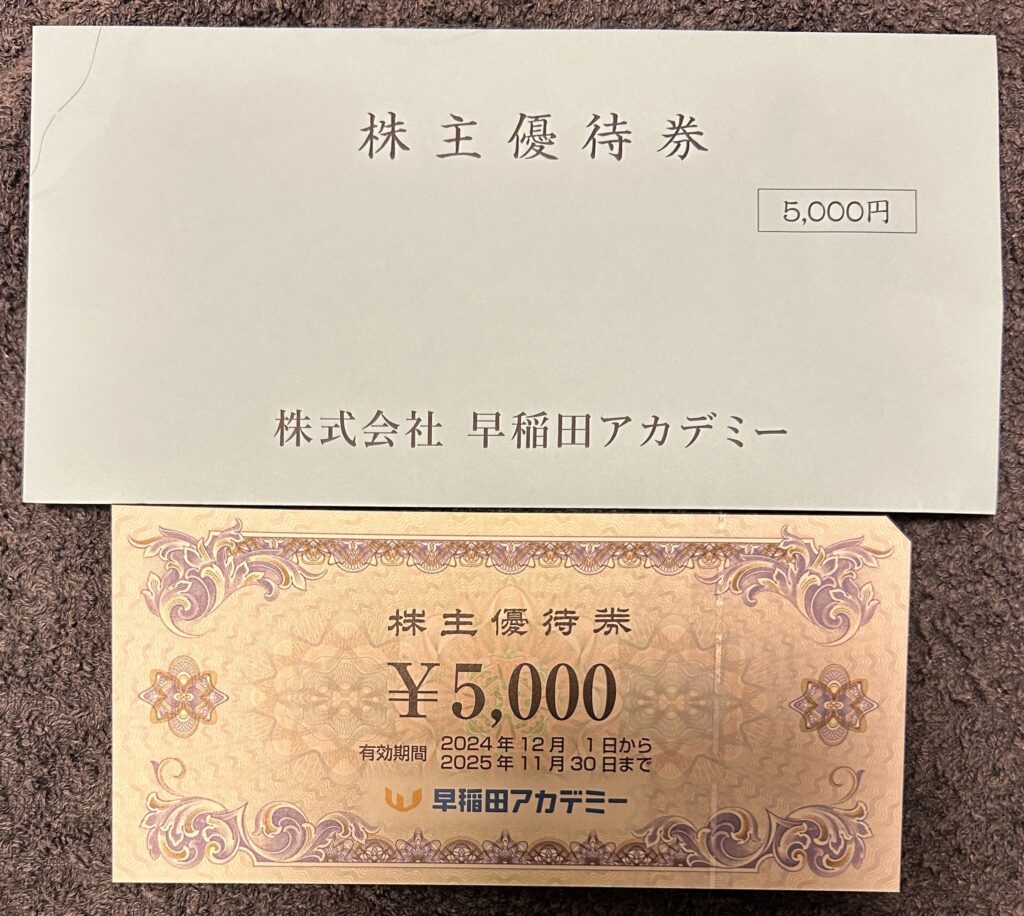 株主優待券
5,000円
株式会社 早稲田アカデミー
株主優待券
¥5,000
有効期間 2024年12月 1日から
2025年11月30日まで
早稲田アカデミー